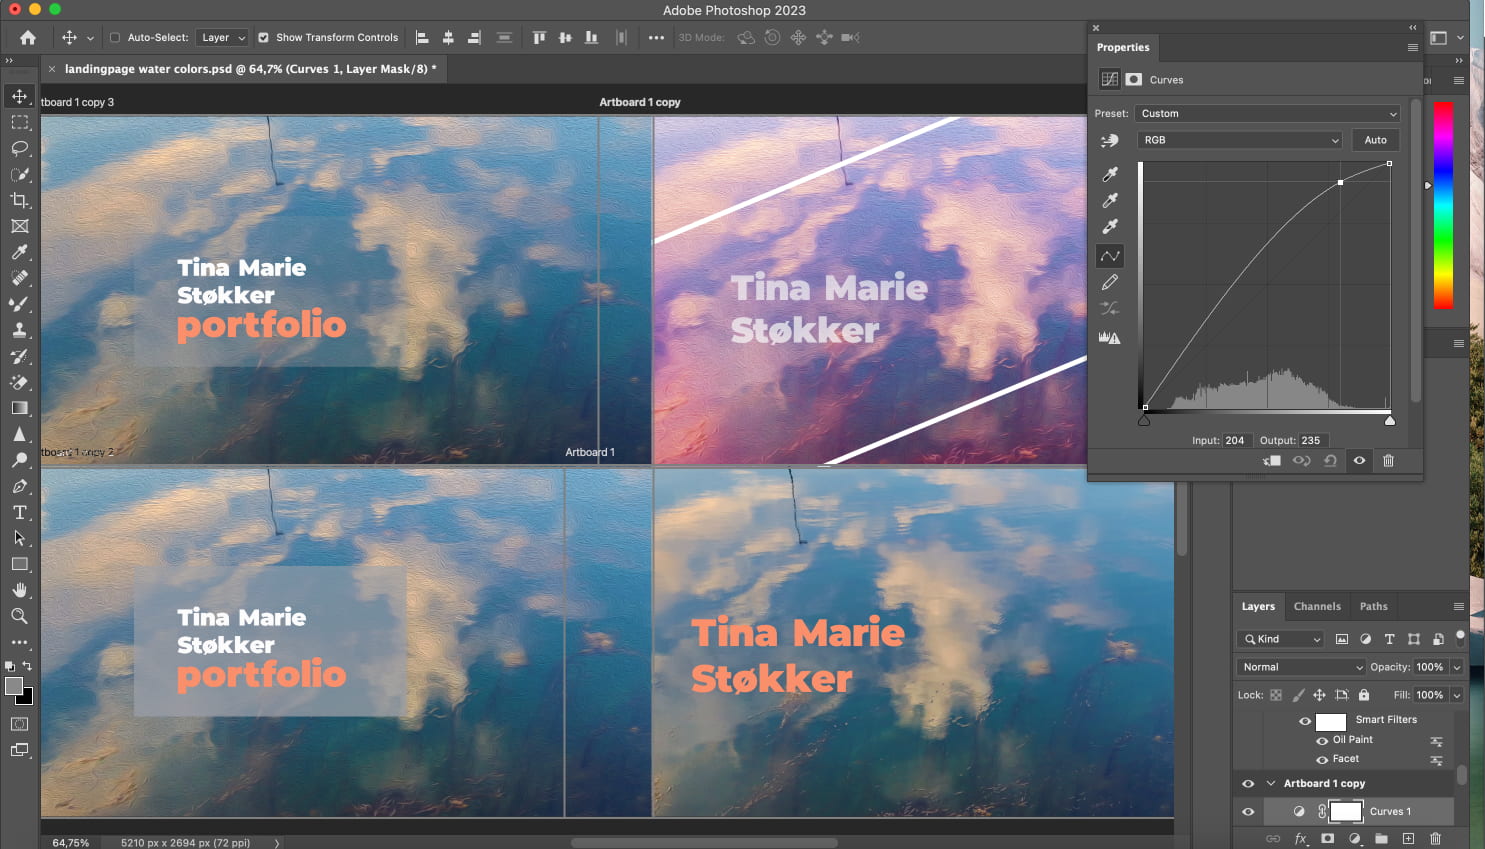 Adobe Photoshop 2023
Auto-Select: Layer Show Transform Controls 3D Mode:
landingpage water colors.psd @ 64,7% (Curves 1, Layer Mask/8) *
tboard 1 copy 3
Artboard 1 copy
Tina Marie
Støkker
portfolio
Tina Marie
Støkker
tboard 1 copy 2
Artboard 1
Tina Marie
Støkker
portfolio
Tina Marie
Støkker
64,75% 5210 px x 2694 px (72 ppi)
Properties
Curves
Preset: Custom
RGB Auto
Input: 204 Output: 235
Layers Channels Paths
Kind
Normal Opacity: 100%
Lock: Fill: 100%
Smart Filters
Oil Paint
Facet
Artboard 1 copy
Curves 1
fx